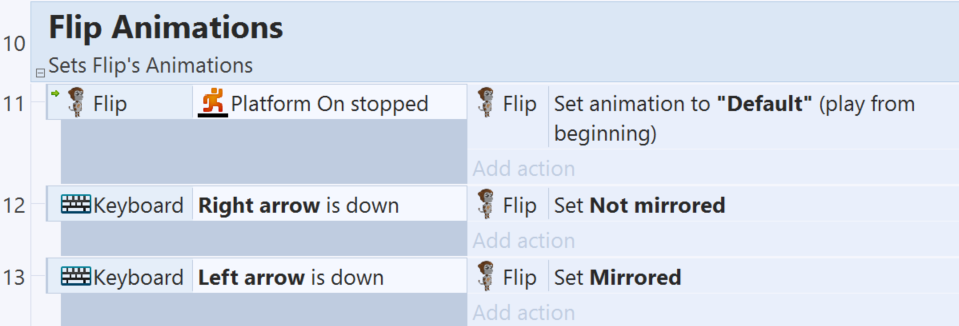 10
Flip Animations
Sets Flip's Animations
11 Flip Platform On stopped Flip Set animation to "Default" (play from
beginning)
Add action
12 Keyboard Right arrow is down Flip Set Not mirrored
Add action
13 Keyboard Left arrow is down Flip Set Mirrored
Add action